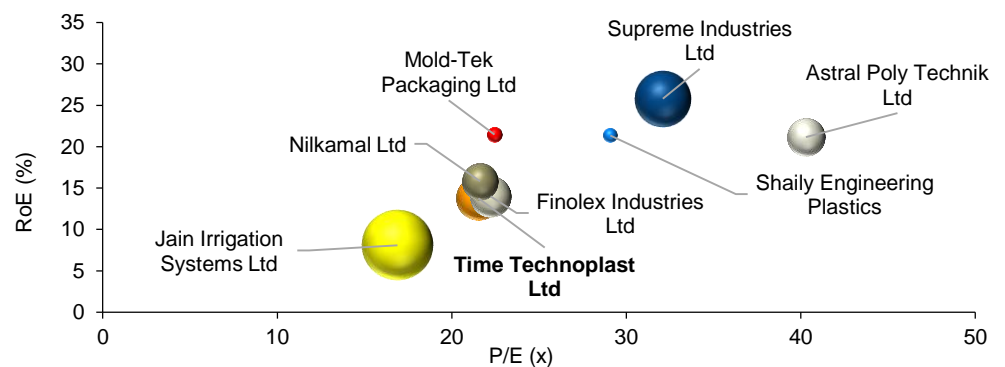 35
30
25
20
15
10
5
0
RoE (%)
0
10
20
30
40
50
P/E (x)
Supreme Industries
Ltd
Mold-Tek
Packaging Ltd
Astral Poly Technik
Ltd
Nilkamal Ltd
Finolex Industries
Ltd
Shaily Engineering
Plastics
Jain Irrigation
Systems Ltd
Time Technoplast
Ltd